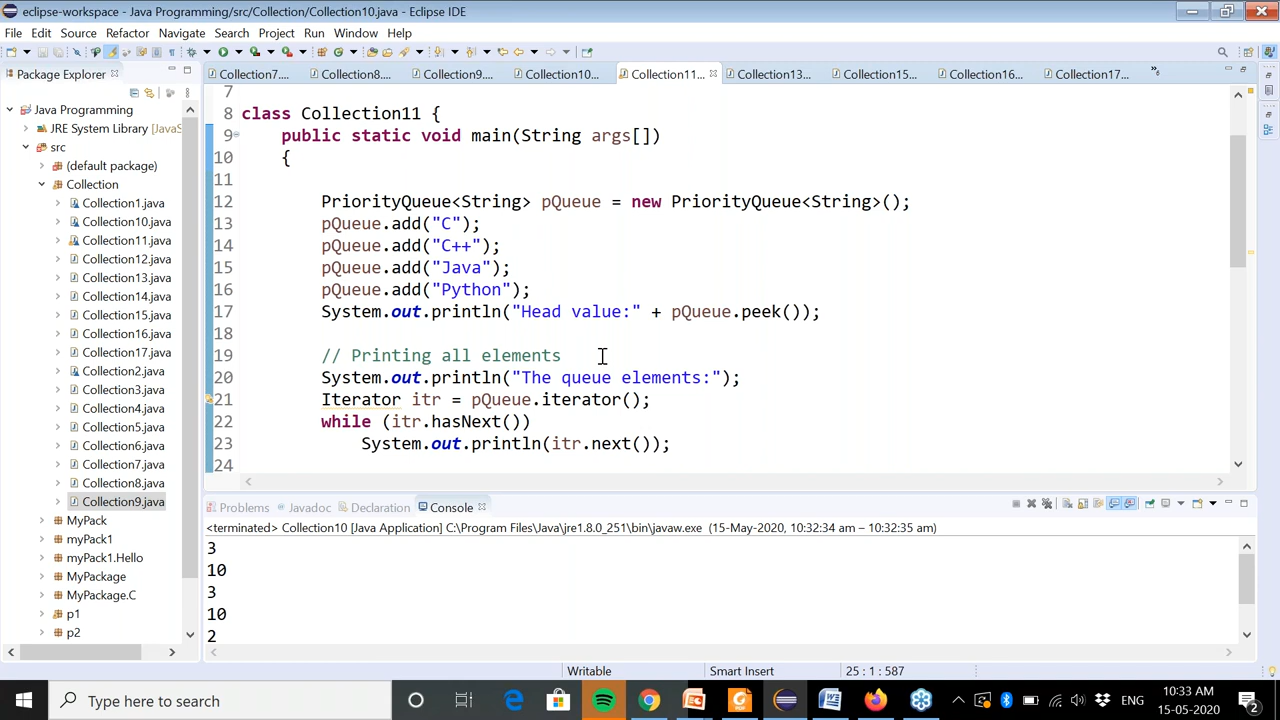 eclipse-workspace - Java Programming/src/Collection/Collection10.java - Eclipse IDE
File Edit Source Refactor Navigate Search Project Run Window Help
Package Explorer
Collection7.... Collection8.... Collection9.... Collection10... Collection11... Collection13... Collection15... Collection16... Collection17...
Java Programming
JRE System Library [JavaS
src
(default package)
Collection
Collection1.java
Collection10.java
Collection11.java
Collection12.java
Collection13.java
Collection14.java
Collection15.java
Collection16.java
Collection17.java
Collection2.java
Collection3.java
Collection4.java
Collection5.java
Collection6.java
Collection7.java
Collection8.java
Collection9.java
MyPack
myPack1
myPack1.Hello
MyPackage
MyPackage.C
p1
p2
7
8 class Collection11 {
9 public static void main(String args[])
10 {
11
12 PriorityQueue<String> pQueue = new PriorityQueue<String>();
13 pQueue.add("C");
14 pQueue.add("C++");
15 pQueue.add("Java");
16 pQueue.add("Python");
17 System.out.println("Head value:" + pQueue.peek());
18
19 // Printing all elements
20 System.out.println("The queue elements:");
21 Iterator itr = pQueue.iterator();
22 while (itr.hasNext())
23 System.out.println(itr.next());
24
Problems Javadoc Declaration Console
<terminated> Collection10 [Java Application] C:\Program Files\Java\jre1.8.0_251\bin\javaw.exe (15-May-2020, 10:32:34 am – 10:32:35 am)
3
10
3
10
2
Writable Smart Insert 25 : 1 : 587
Type here to search
ENG
10:33 AM
15-05-2020
2